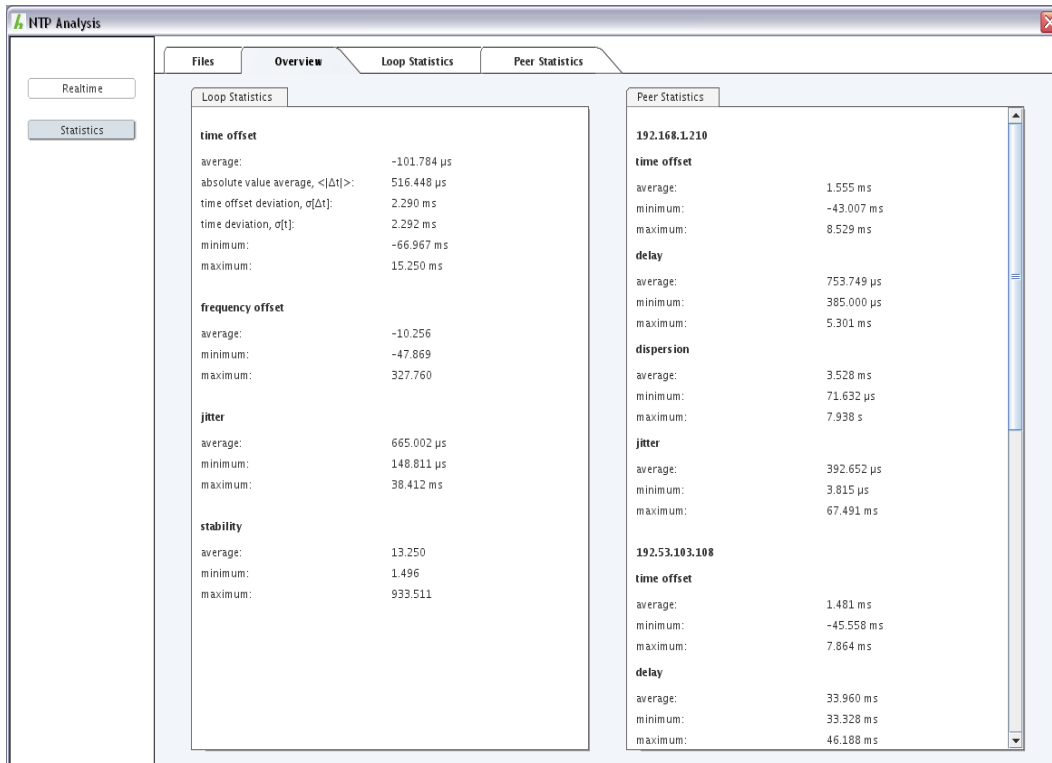 NTP Analysis
Realtime
Statistics
Files Overview Loop Statistics Peer Statistics
Loop Statistics
time offset
average: -101.784 µs
absolute value average, <|Δt|>: 516.448 µs
time offset deviation, σ[Δt]: 2.290 ms
time deviation, σ[t]: 2.292 ms
minimum: -66.967 ms
maximum: 15.250 ms
frequency offset
average: -10.256
minimum: -47.869
maximum: 327.760
jitter
average: 665.002 µs
minimum: 148.811 µs
maximum: 38.412 ms
stability
average: 13.250
minimum: 1.496
maximum: 933.511
Peer Statistics
192.168.1.210
time offset
average: 1.555 ms
minimum: -43.007 ms
maximum: 8.529 ms
delay
average: 753.749 µs
minimum: 385.000 µs
maximum: 5.301 ms
dispersion
average: 3.528 ms
minimum: 71.632 µs
maximum: 7.938 s
jitter
average: 392.652 µs
minimum: 3.815 µs
maximum: 67.491 ms
192.53.103.108
time offset
average: 1.481 ms
minimum: -45.558 ms
maximum: 7.864 ms
delay
average: 33.960 ms
minimum: 33.328 ms
maximum: 46.188 ms